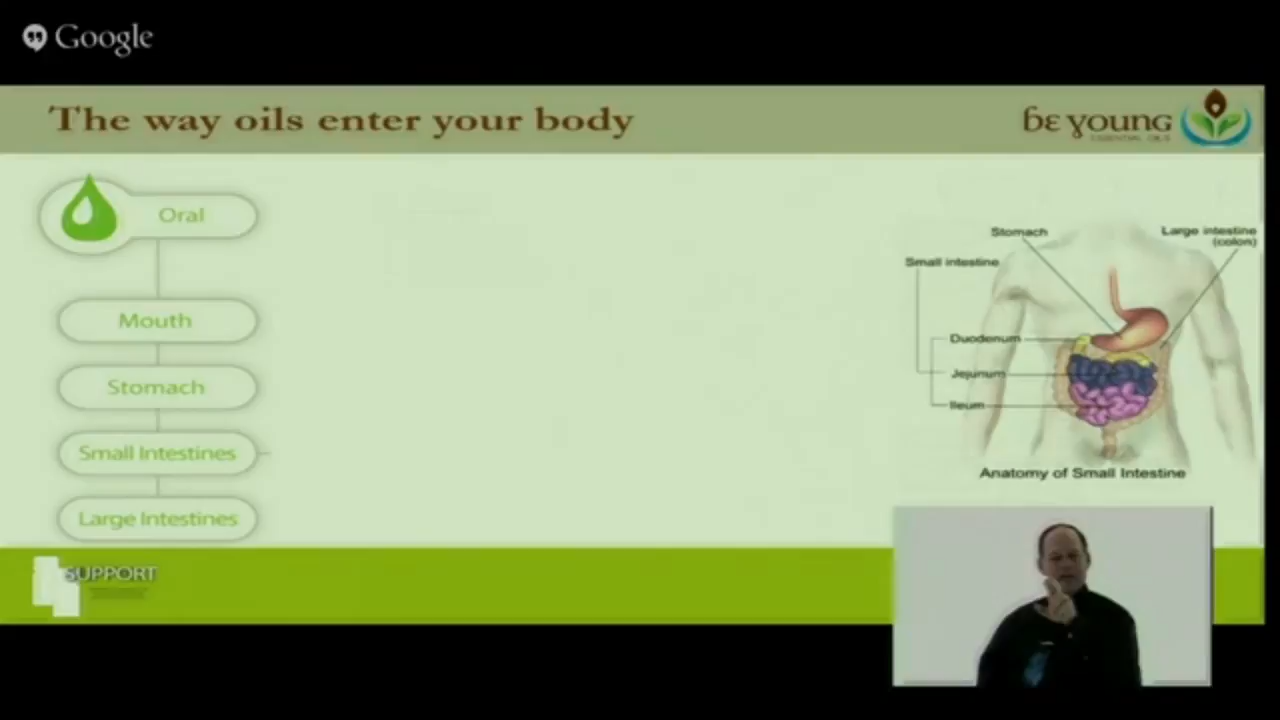 Google
The way oils enter your body
be young
ESSENTIAL OILS
Oral
Mouth
Stomach
Small Intestines
Large Intestines
Stomach
Large intestine
(colon)
Small intestine
Duodenum
Jejunum
Ileum
Anatomy of Small Intestine
SUPPORT